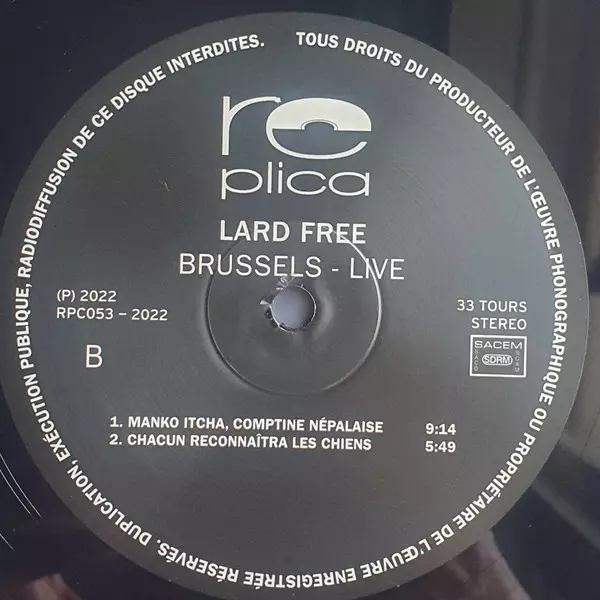 TOUS DROITS DU PRODUCTEUR DE L'ŒUVRE PHONOGRAPHIQUE OU PROPRIÉTAIRE DE L'ŒUVRE ENREGISTRÉE RÉSERVÉS. DUPLICATION, EXÉCUTION PUBLIQUE, RADIODIFFUSION DE CE DISQUE INTERDITES.
re
plica
LARD FREE
BRUSSELS - LIVE
(P) 2022
RPC053 – 2022
B
33 TOURS
STEREO
SACEM
SACD
SDRM
SCAM
1. MANKO ITCHA, COMPTINE NÉPALAISE 9:14
2. CHACUN RECONNAÎTRA LES CHIENS 5:49